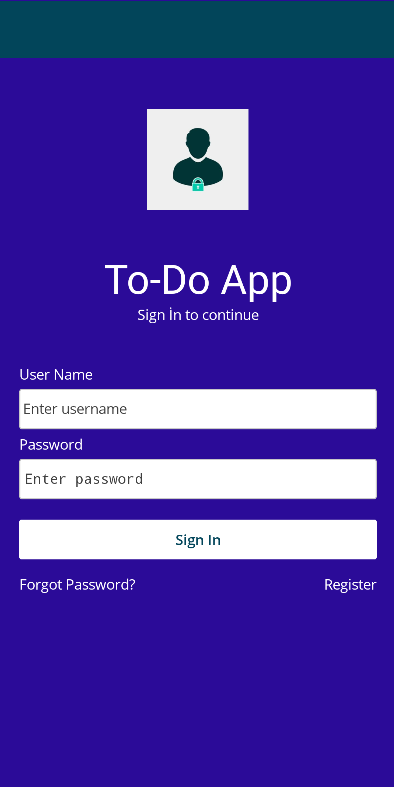 To-Do App
Sign İn to continue
User Name
Enter username
Password
Enter password
Sign In
Forgot Password? Register